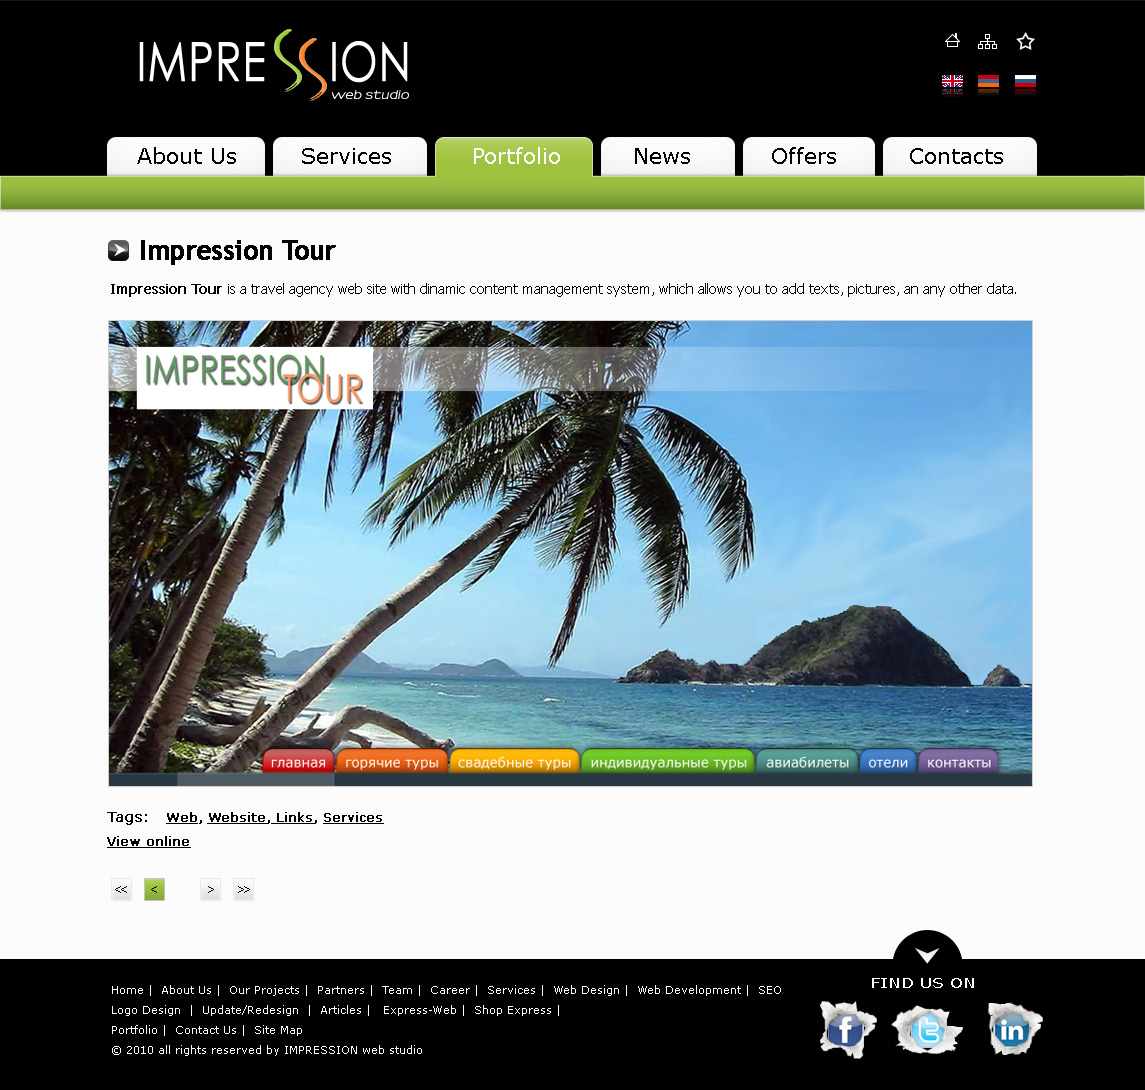 IMPRESSION
web studio
About Us Services Portfolio News Offers Contacts
Impression Tour
Impression Tour is a travel agency web site with dinamic content management system, which allows you to add texts, pictures, an any other data.
IMPRESSION
TOUR
главная горячие туры свадебные туры индивидуальные туры авиабилеты отели контакты
Tags: Web, Website, Links, Services
View online
<< < > >>
FIND US ON
Home | About Us | Our Projects | Partners | Team | Career | Services | Web Design | Web Development | SEO
Logo Design | Update/Redesign | Articles | Express-Web | Shop Express |
Portfolio | Contact Us | Site Map
© 2010 all rights reserved by IMPRESSION web studio
f t in